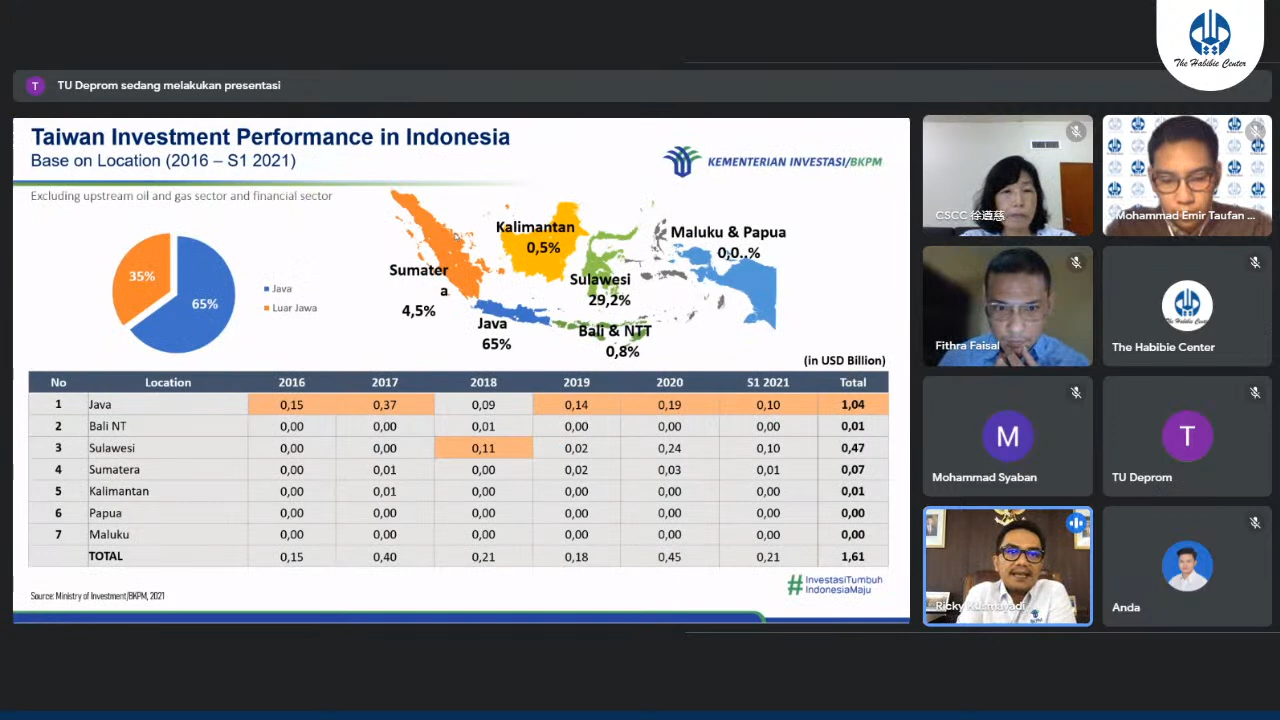 The Habibie Center
T
TU Deprom sedang melakukan presentasi
Taiwan Investment Performance in Indonesia
Base on Location (2016 – S1 2021)
KEMENTERIAN INVESTASI/BKPM
Excluding upstream oil and gas sector and financial sector
35%
65%
Java
Luar Jawa
Kalimantan
0,5%
Maluku & Papua
0,0..%
Sumater
a
4,5%
Sulawesi
29,2%
Java
65%
Bali & NTT
0,8%
(in USD Billion)
No Location 2016 2017 2018 2019 2020 S1 2021 Total
1 Java 0,15 0,37 0,09 0,14 0,19 0,10 1,04
2 Bali NT 0,00 0,00 0,01 0,00 0,00 0,00 0,01
3 Sulawesi 0,00 0,00 0,11 0,02 0,24 0,10 0,47
4 Sumatera 0,00 0,01 0,00 0,02 0,03 0,01 0,07
5 Kalimantan 0,00 0,01 0,00 0,00 0,00 0,00 0,01
6 Papua 0,00 0,00 0,00 0,00 0,00 0,00 0,00
7 Maluku 0,00 0,00 0,00 0,00 0,00 0,00 0,00
TOTAL 0,15 0,40 0,21 0,18 0,45 0,21 1,61
#InvestasiTumbuh
IndonesiaMaju
Source: Ministry of Investment/BKPM, 2021
CSCC 徐遵慈
Mohammad Emir Taufan ...
Fithra Faisal
The Habibie Center
The Habibie Center
M
Mohammad Syaban
T
TU Deprom
Ricky Kusmayadi
Anda